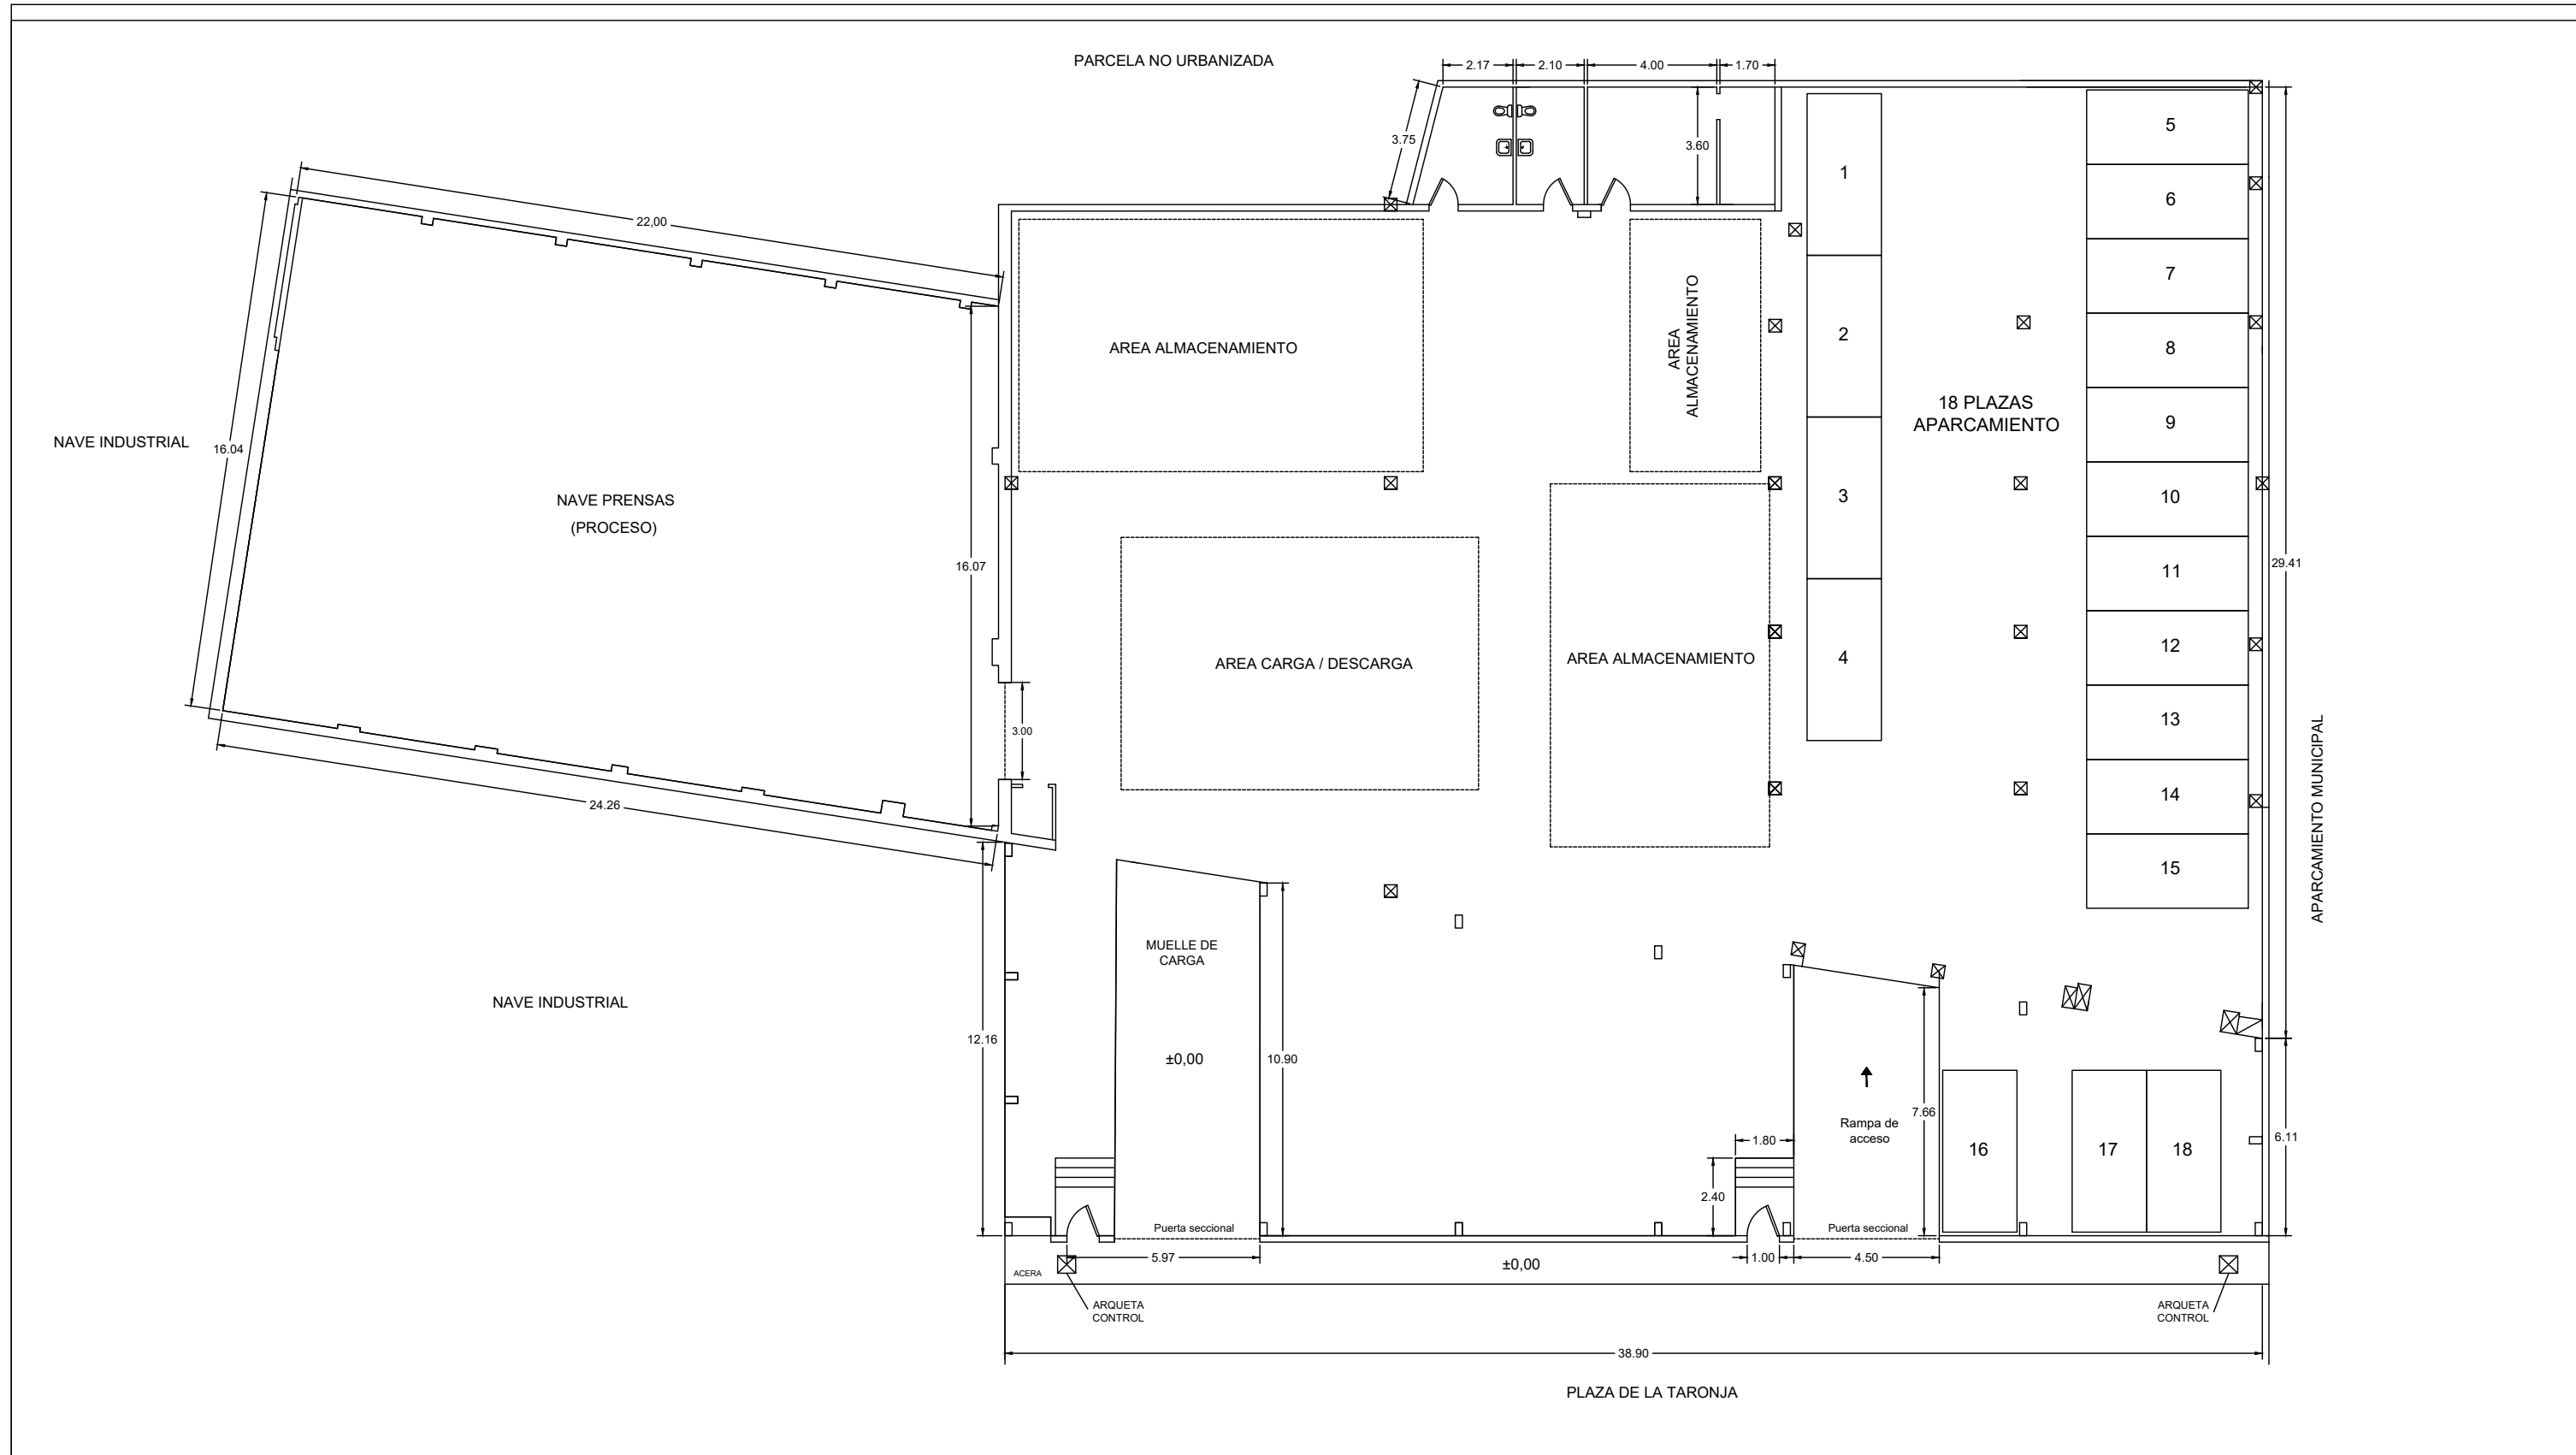 PARCELA NO URBANIZADA
2.17
2.10
4.00
1.70
3.75
3.60
1
5
6
22,00
7
2
AREA ALMACENAMIENTO
AREA
ALMACENAMIENTO
8
18 PLAZAS
APARCAMIENTO
9
NAVE INDUSTRIAL
16.04
NAVE PRENSAS
(PROCESO)
3
10
16.07
11
29.41
AREA CARGA / DESCARGA
AREA ALMACENAMIENTO
4
12
13
3.00
24.26
14
15
APARCAMIENTO MUNICIPAL
MUELLE DE
CARGA
NAVE INDUSTRIAL
12.16
±0,00
10.90
7.66
Rampa de
acceso
1.80
2.40
16
17
18
6.11
Puerta seccional
Puerta seccional
5.97
±0,00
1.00
4.50
ACERA
ARQUETA
CONTROL
ARQUETA
CONTROL
38.90
PLAZA DE LA TARONJA